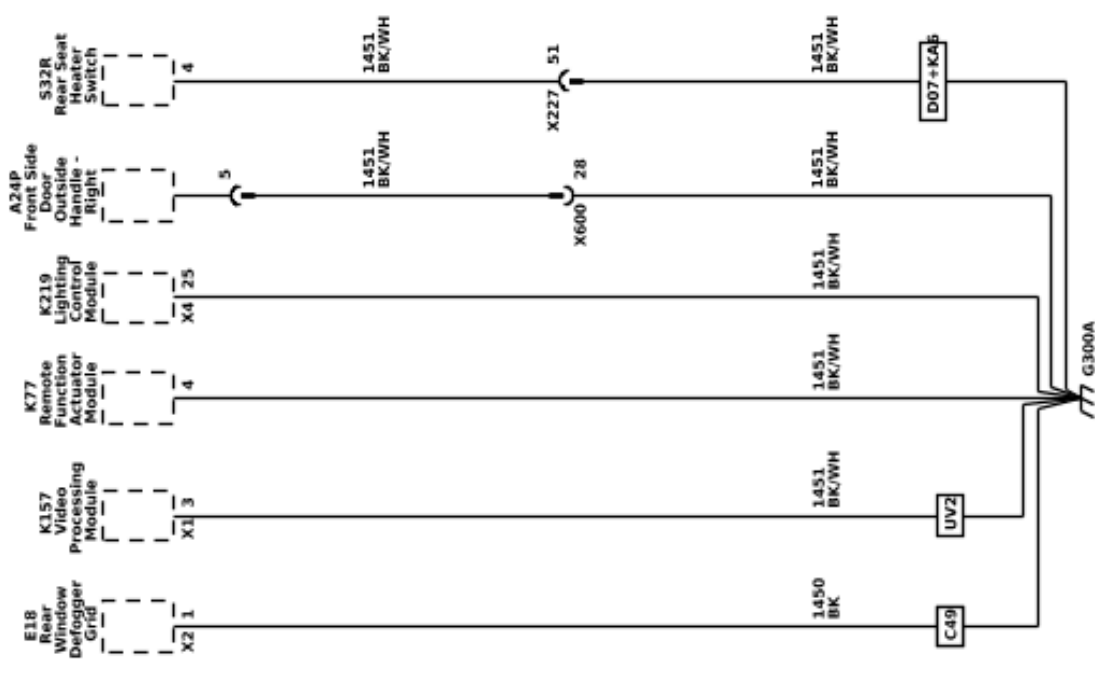 S32R
Rear Seat
Heater
Switch
4
1451
BK/WH
51
X227
1451
BK/WH
D07+KA6
A24P
Front Side
Door
Outside
Handle -
Right
5
1451
BK/WH
28
X600
1451
BK/WH
K219
Lighting
Control
Module
25
X4
1451
BK/WH
K77
Remote
Function
Actuator
Module
4
1451
BK/WH
G300A
K157
Video
Processing
Module
3
X1
1451
BK/WH
UV2
E18
Rear
Window
Defogger
Grid
1
X2
1450
BK
C49